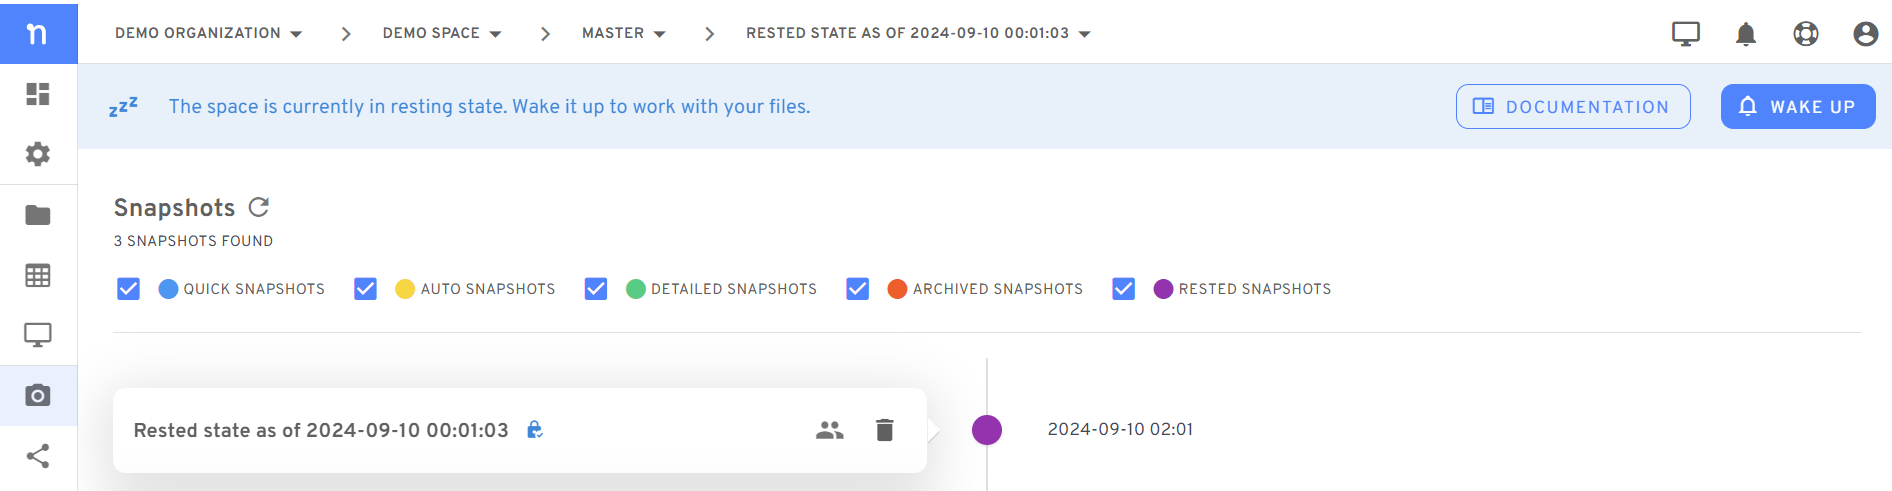 n
DEMO ORGANIZATION DEMO SPACE MASTER RESTED STATE AS OF 2024-09-10 00:01:03
zzz The space is currently in resting state. Wake it up to work with your files. DOCUMENTATION WAKE UP
Snapshots
3 SNAPSHOTS FOUND
QUICK SNAPSHOTS AUTO SNAPSHOTS DETAILED SNAPSHOTS ARCHIVED SNAPSHOTS RESTED SNAPSHOTS
Rested state as of 2024-09-10 00:01:03 2024-09-10 02:01